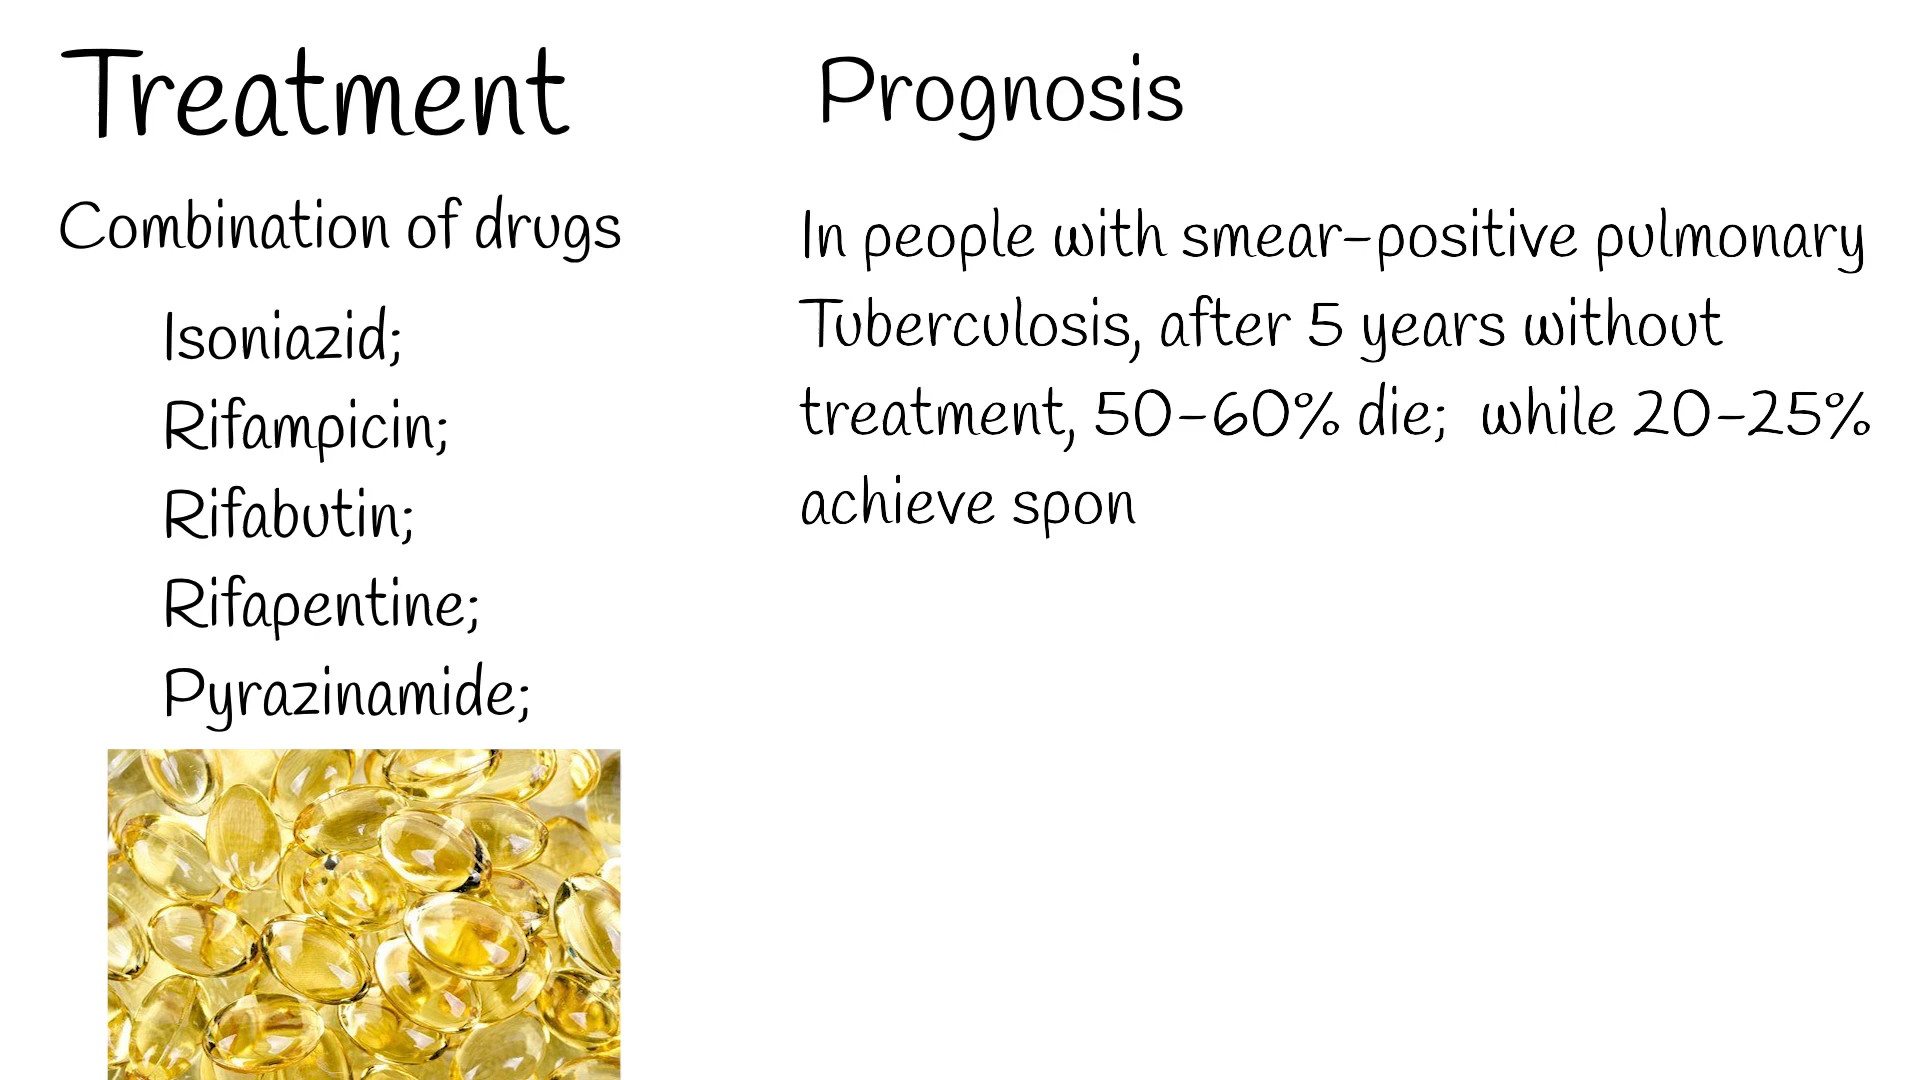 Treatment
Combination of drugs
Isoniazid;
Rifampicin;
Rifabutin;
Rifapentine;
Pyrazinamide;
Prognosis
In people with smear-positive pulmonary
Tuberculosis, after 5 years without
treatment, 50-60% die; while 20-25%
achieve spon